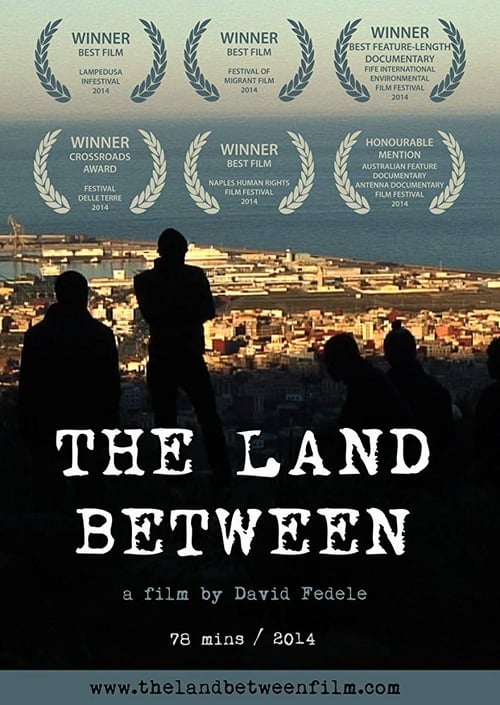 WINNER
BEST FILM
LAMPEDUSA
INFESTIVAL
2014
WINNER
BEST FILM
FESTIVAL OF
MIGRANT FILM
2014
WINNER
BEST FEATURE-LENGTH
DOCUMENTARY
FIFE INTERNATIONAL
ENVIRONMENTAL
FILM FESTIVAL
2014
WINNER
CROSSROADS
AWARD
FESTIVAL
DELLE TERRE
2014
WINNER
BEST FILM
NAPLES HUMAN RIGHTS
FILM FESTIVAL
2014
HONOURABLE
MENTION
AUSTRALIAN FEATURE
DOCUMENTARY
ANTENNA DOCUMENTARY
FILM FESTIVAL
2014
THE LAND
BETWEEN
a film by David Fedele
78 mins / 2014
www.thelandbetweenfilm.com